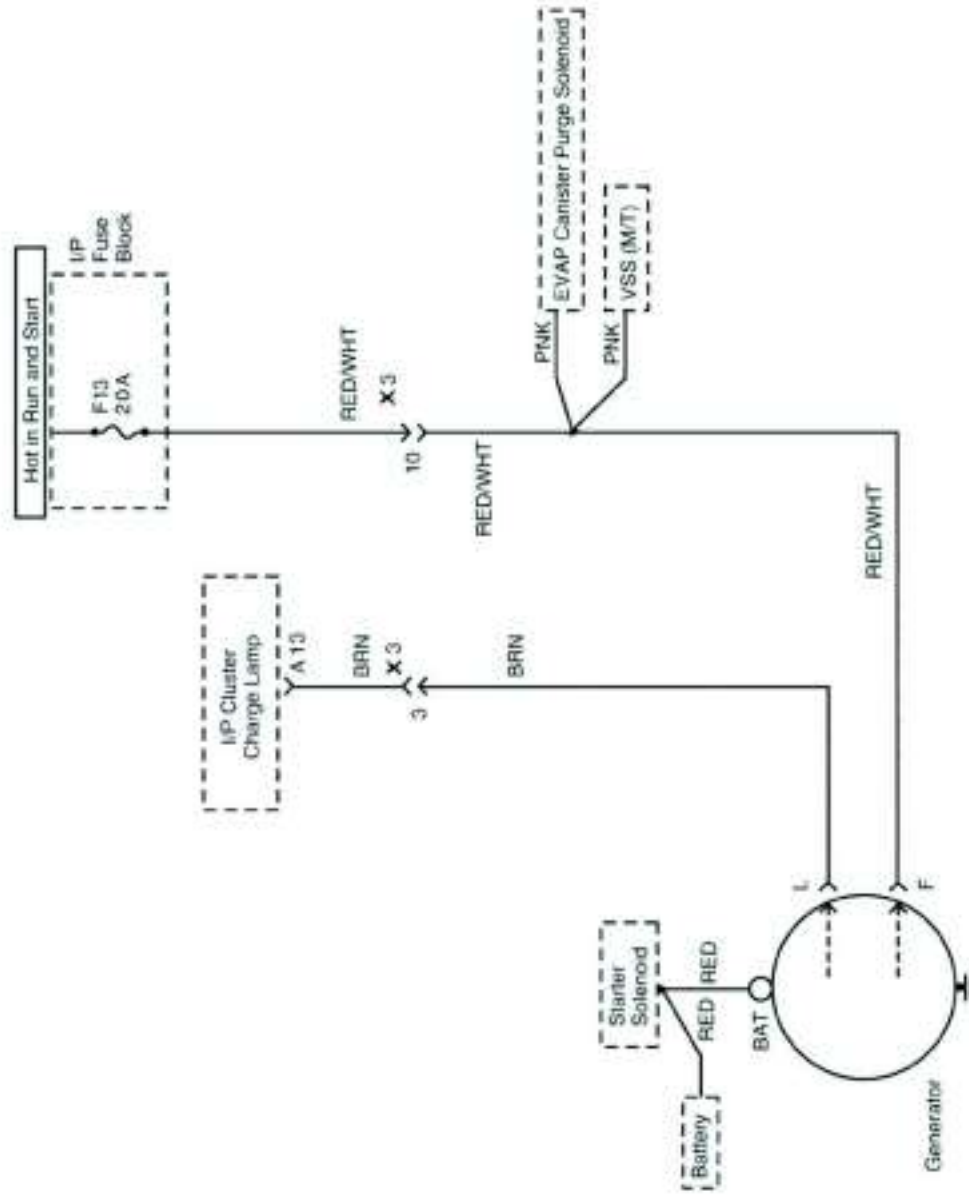 Hot in Run and Start
I/P
Fuse
Block
F13
20A
RED/WHT
X3
10
RED/WHT
PNK
EVAP Canister Purge Solenoid
PNK
VSS (M/T)
I/P Cluster
Charge Lamp
A13
BRN
X3
3
BRN
RED/WHT
Starter
Solenoid
RED
RED
Battery
BAT
L
F
Generator